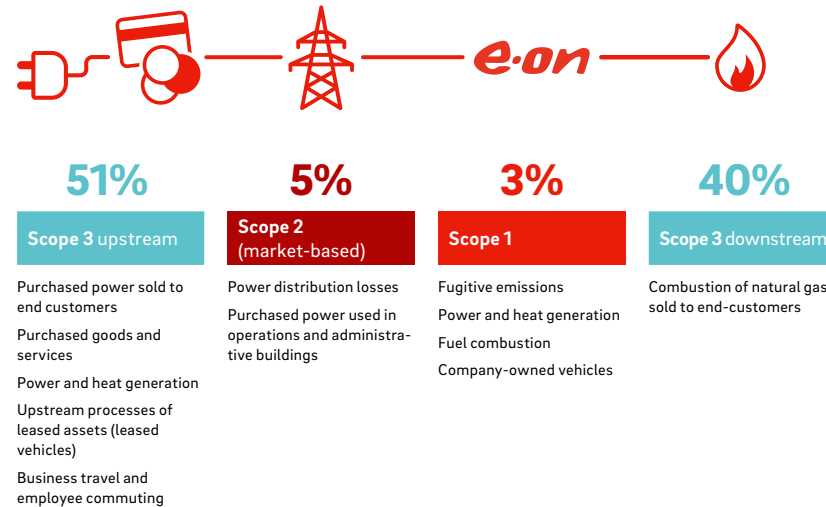 e·on
51%
5%
3%
40%
Scope 3 upstream
Scope 2
(market-based)
Scope 1
Scope 3 downstream
Purchased power sold to
end customers
Purchased goods and
services
Power and heat generation
Upstream processes of
leased assets (leased
vehicles)
Business travel and
employee commuting
Power distribution losses
Purchased power used in
operations and administra-
tive buildings
Fugitive emissions
Power and heat generation
Fuel combustion
Company-owned vehicles
Combustion of natural gas
sold to end-customers